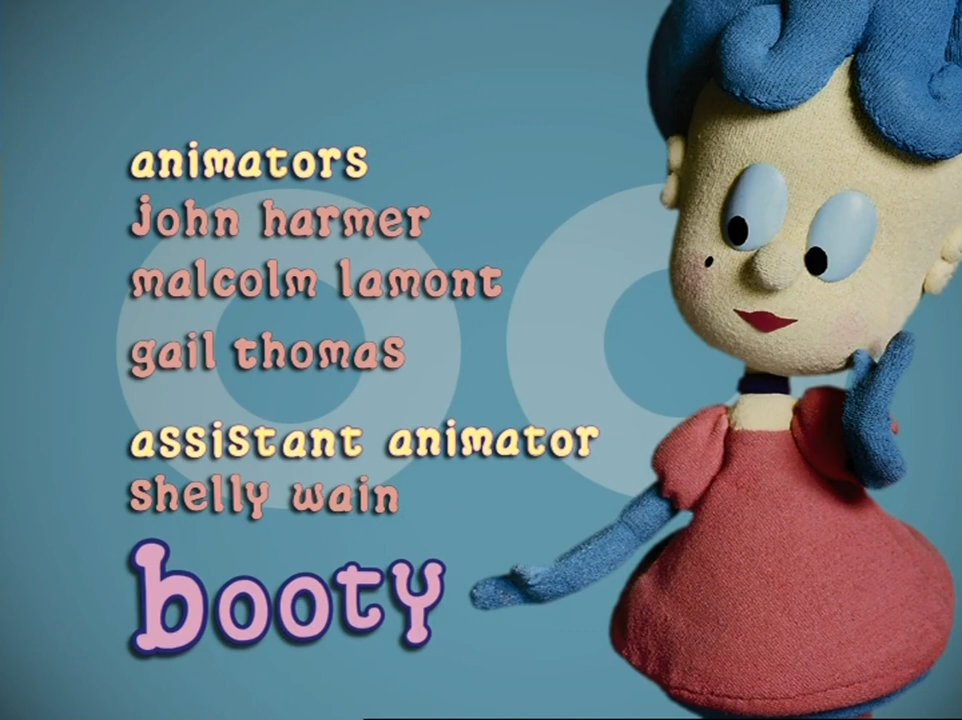 animators
john harmer
malcolm lamont
gail thomas
assistant animator
shelly wain
booty